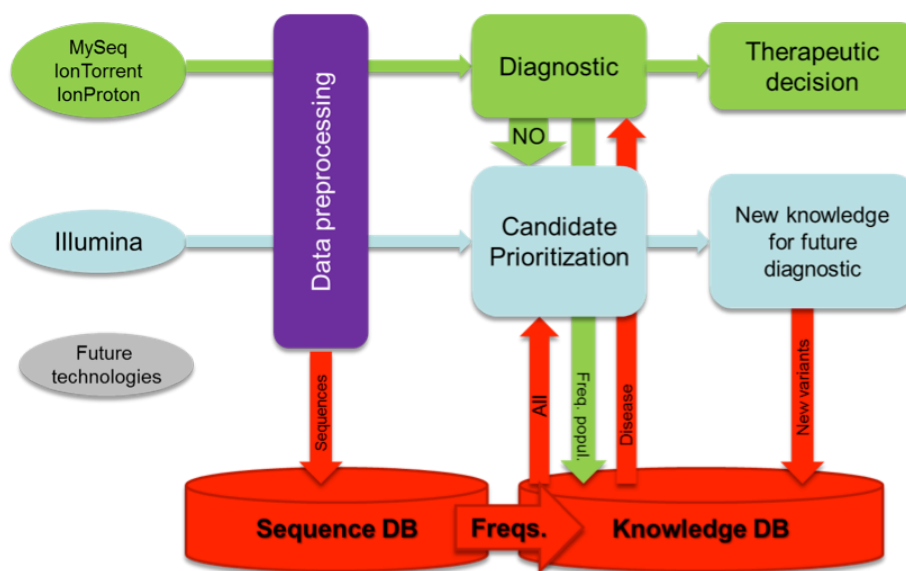 MySeq
IonTorrent
IonProton
Data preprocessing
Diagnostic
Therapeutic
decision
NO
Illumina
Candidate
Prioritization
New knowledge
for future
diagnostic
Future
technologies
Sequences
All
Freq. popul.
Disease
New variants
Sequence DB
Freqs.
Knowledge DB